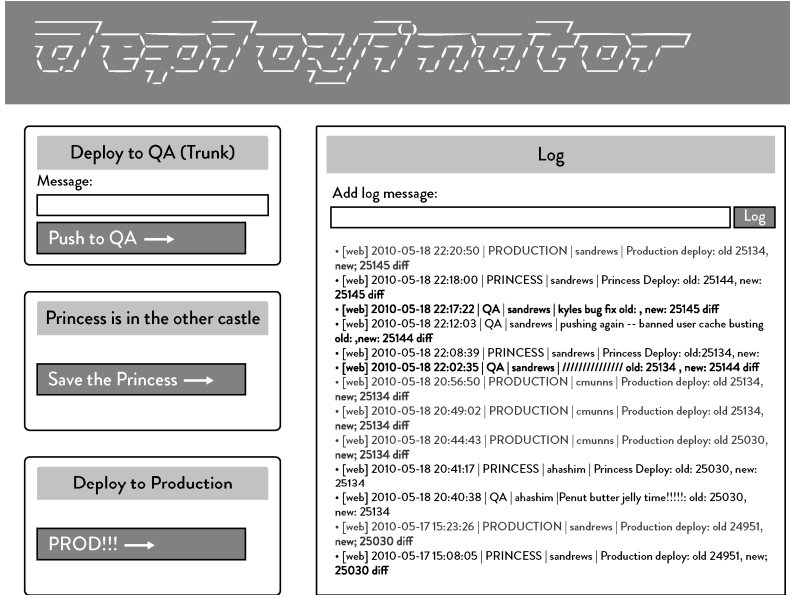 deployinator
Deploy to QA (Trunk)
Message:
Push to QA →
Princess is in the other castle
Save the Princess →
Deploy to Production
PROD!!! →
Log
Add log message:
Log
• [web] 2010-05-18 22:20:50 | PRODUCTION | sandrews | Production deploy: old 25134,
new; 25145 diff
• [web] 2010-05-18 22:18:00 | PRINCESS | sandrews | Princess Deploy: old: 25144, new:
25145 diff
• [web] 2010-05-18 22:17:22 | QA | sandrews | kyles bug fix old: , new: 25145 diff
• [web] 2010-05-18 22:12:03 | QA | sandrews | pushing again -- banned user cache busting
old: ,new: 25144 diff
• [web] 2010-05-18 22:08:39 | PRINCESS | sandrews | Princess Deploy: old:25134, new:
• [web] 2010-05-18 22:02:35 | QA | sandrews | /////////////// old: 25134 , new: 25144 diff
• [web] 2010-05-18 20:56:50 | PRODUCTION | cmunns | Production deploy: old 25134,
new; 25134 diff
• [web] 2010-05-18 20:49:02 | PRODUCTION | cmunns | Production deploy: old 25134,
new; 25134 diff
• [web] 2010-05-18 20:44:43 | PRODUCTION | cmunns | Production deploy: old 25030,
new; 25134 diff
• [web] 2010-05-18 20:41:17 | PRINCESS | ahashim | Princess Deploy: old: 25030, new:
25134
• [web] 2010-05-18 20:40:38 | QA | ahashim |Penut butter jelly time!!!!!: old: 25030,
new: 25134
• [web] 2010-05-17 15:23:26 | PRODUCTION | sandrews | Production deploy: old 24951,
new; 25030 diff
• [web] 2010-05-17 15:08:05 | PRINCESS | sandrews | Production deploy: old 24951, new;
25030 diff